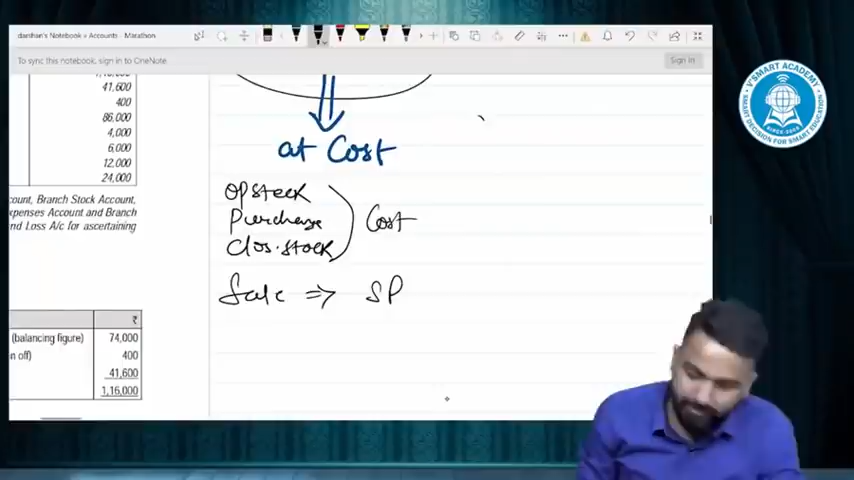 darshan's Notebook » Accounts - Marathon
To sync this notebook, sign in to OneNote
Sign in
41,600
400
86,000
4,000
6,000
12,000
24,000
count, Branch Stock Account,
xpenses Account and Branch
nd Loss A/c for ascertaining
at Cost
op stock
Purchase
Clos. stock
Cost
Sale ⇒ SP
₹
(balancing figure) 74,000
n off) 400
41,600
1,16,000
V'SMART ACADEMY
SMART DECISION FOR SMART EDUCATION